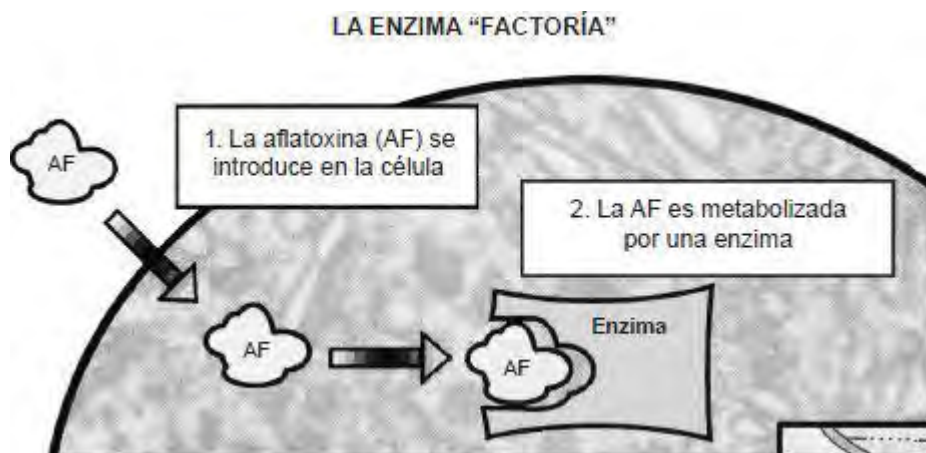 LA ENZIMA “FACTORÍA”
AF
1. La aflatoxina (AF) se
introduce en la célula
2. La AF es metabolizada
por una enzima
AF
AF
Enzima